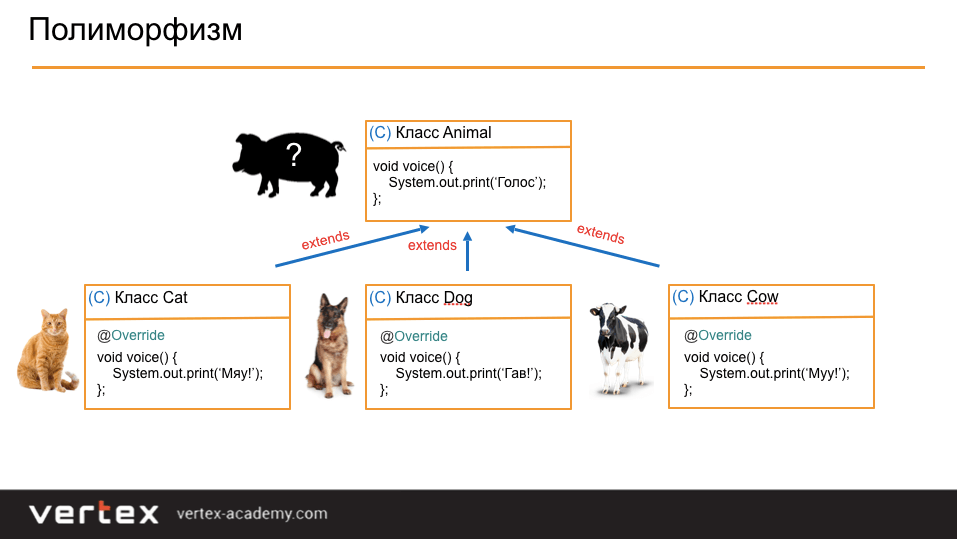 Полиморфизм
?
(C) Класс Animal
void voice() {
System.out.print(‘Голос’);
};
extends
extends
extends
(C) Класс Cat
@Override
void voice() {
System.out.print(‘Мяу!’);
};
(C) Класс Dog
@Override
void voice() {
System.out.print(‘Гав!’);
};
(C) Класс Cow
@Override
void voice() {
System.out.print(‘Муу!’);
};
vertex
vertex-academy.com